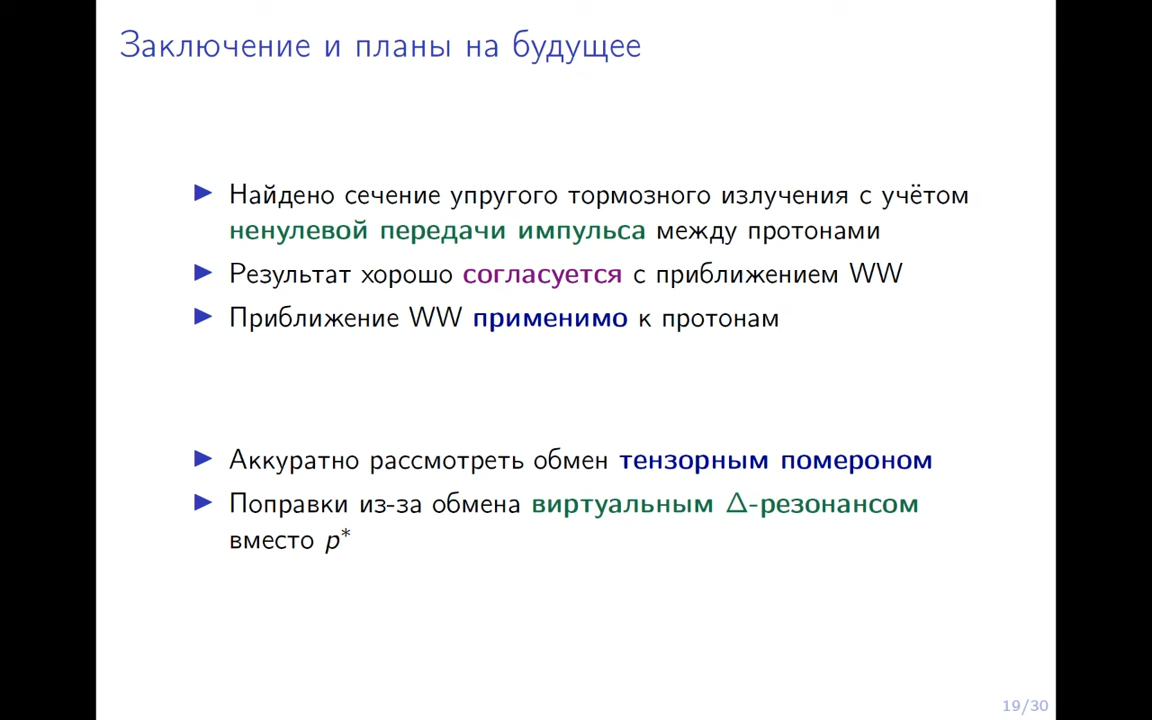 Заключение и планы на будущее
Найдено сечение упругого тормозного излучения с учётом
ненулевой передачи импульса между протонами
Результат хорошо согласуется с приближением WW
Приближение WW применимо к протонам
Аккуратно рассмотреть обмен тензорным помероном
Поправки из-за обмена виртуальным Δ-резонансом
вместо p*
19/30